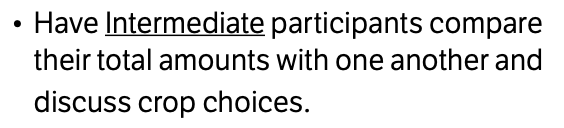 • Have Intermediate participants compare
their total amounts with one another and
discuss crop choices.